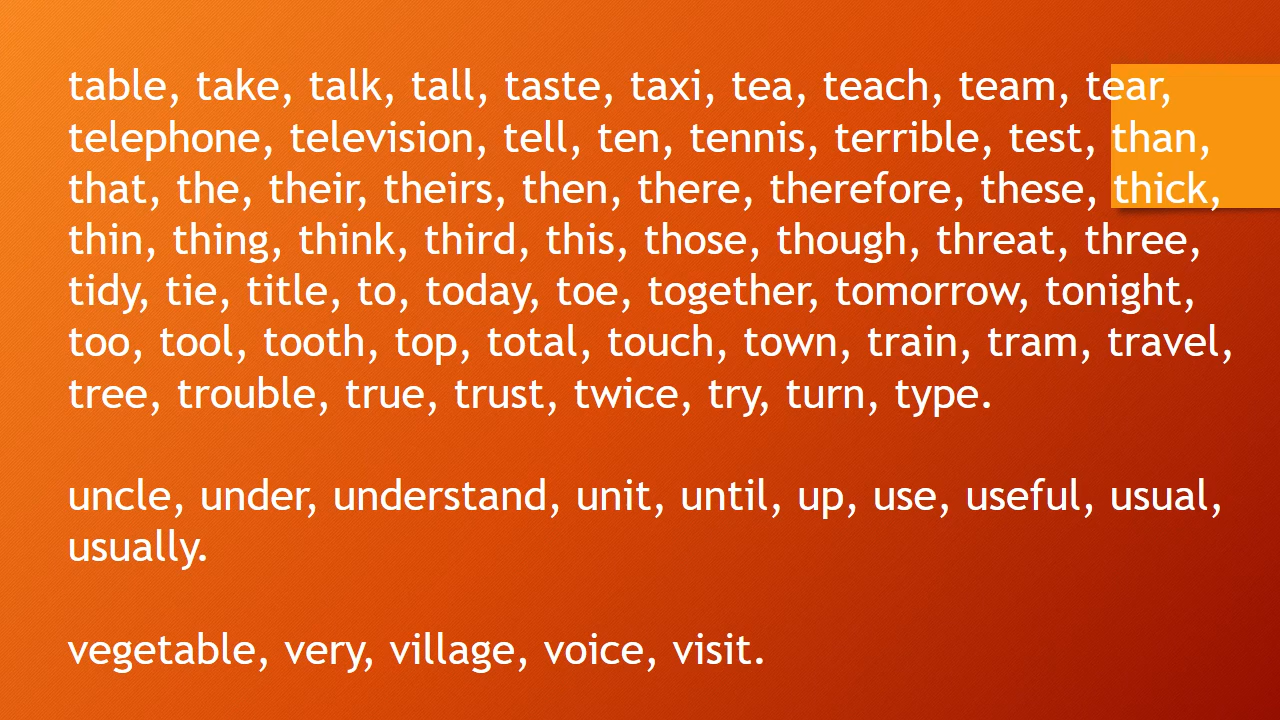 table, take, talk, tall, taste, taxi, tea, teach, team, tear,
telephone, television, tell, ten, tennis, terrible, test, than,
that, the, their, theirs, then, there, therefore, these, thick,
thin, thing, think, third, this, those, though, threat, three,
tidy, tie, title, to, today, toe, together, tomorrow, tonight,
too, tool, tooth, top, total, touch, town, train, tram, travel,
tree, trouble, true, trust, twice, try, turn, type.
uncle, under, understand, unit, until, up, use, useful, usual,
usually.
vegetable, very, village, voice, visit.